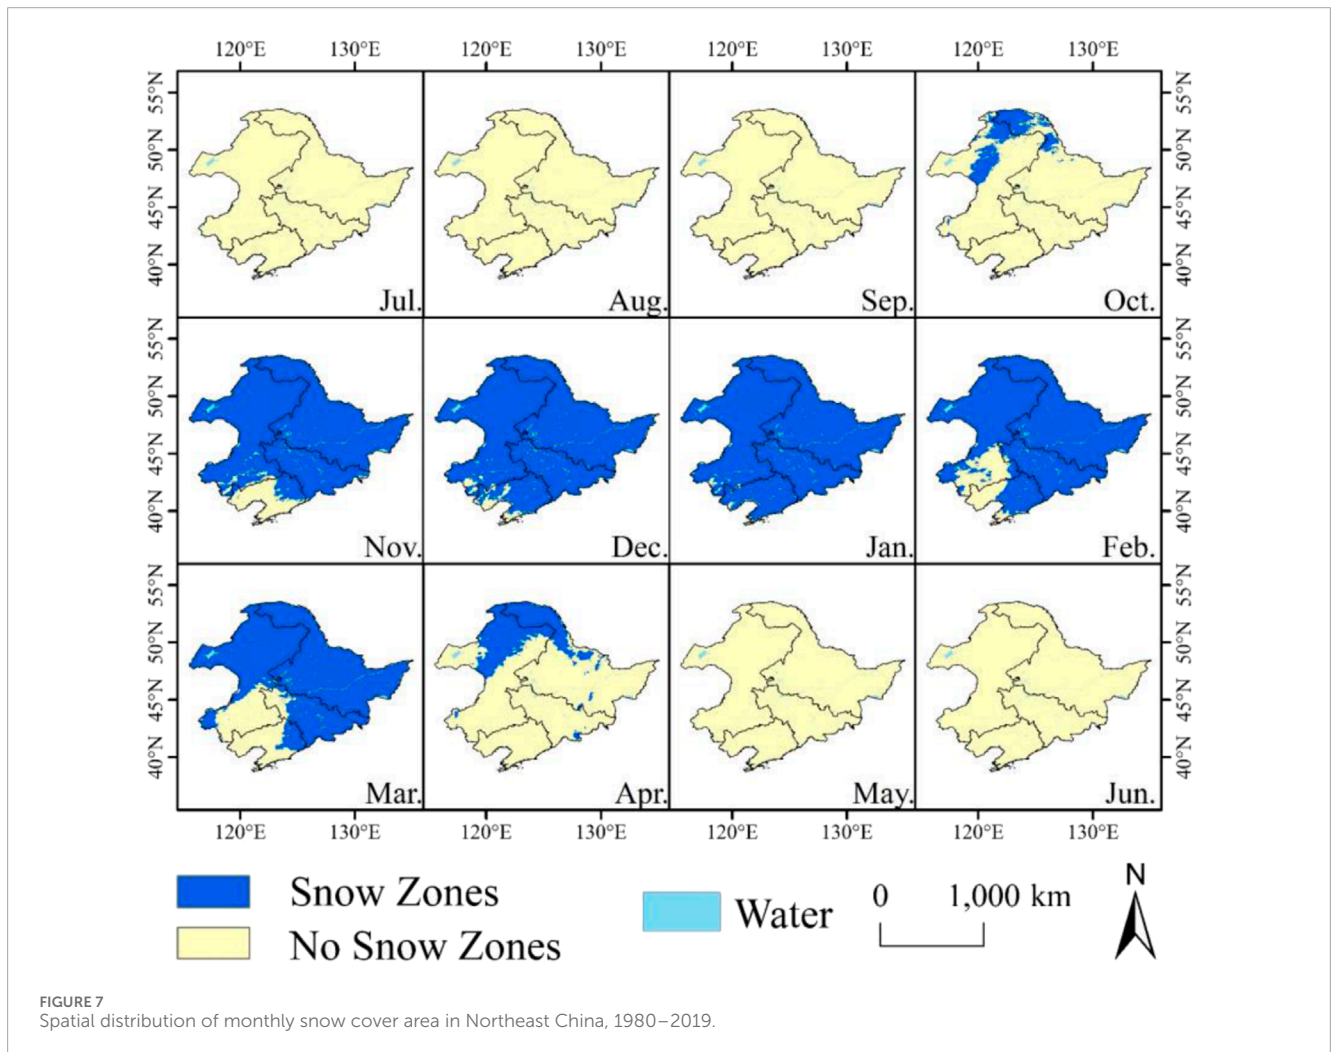 120°E 130°E 120°E 130°E 120°E 130°E 120°E 130°E
55°N 50°N 45°N 40°N
Jul. Aug. Sep. Oct.
55°N 50°N 45°N 40°N
55°N 50°N 45°N 40°N
Nov. Dec. Jan. Feb.
55°N 50°N 45°N 40°N
55°N 50°N 45°N 40°N
Mar. Apr. May. Jun.
55°N 50°N 45°N 40°N
120°E 130°E 120°E 130°E 120°E 130°E 120°E 130°E
Snow Zones
No Snow Zones
Water
0 1,000 km
N
FIGURE 7
Spatial distribution of monthly snow cover area in Northeast China, 1980–2019.